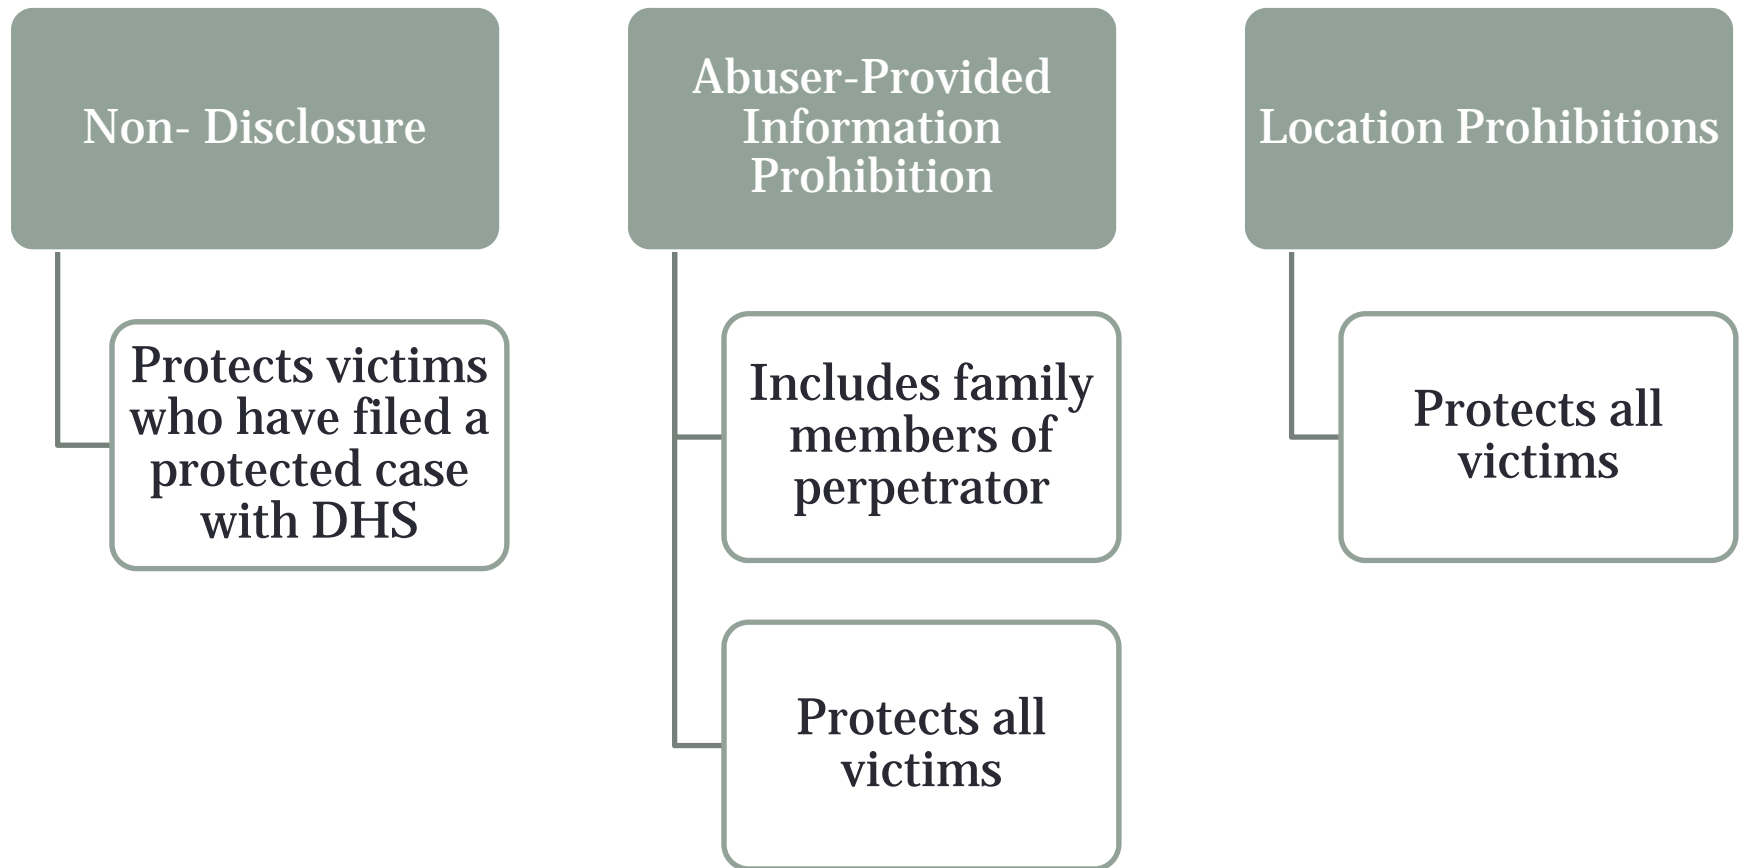 Non- Disclosure
Protects victims
who have filed a
protected case
with DHS
Abuser-Provided
Information
Prohibition
Includes family
members of
perpetrator
Protects all
victims
Location Prohibitions
Protects all
victims